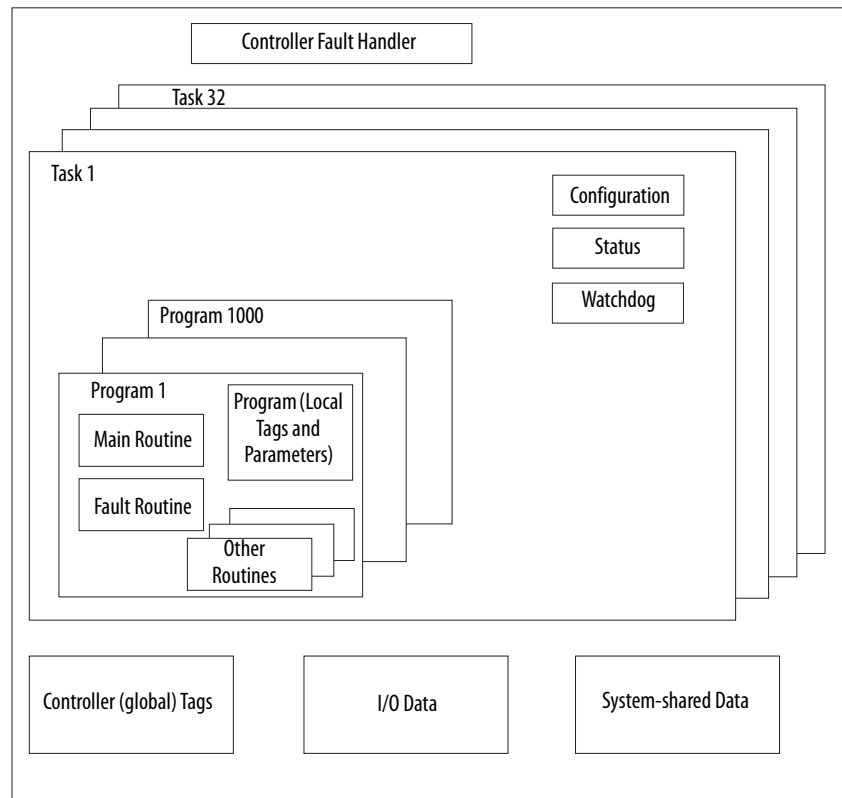 Controller Fault Handler
Task 32
Task 1
Configuration
Status
Watchdog
Program 1000
Program 1
Program (Local
Tags and
Parameters)
Main Routine
Fault Routine
Other
Routines
Controller (global) Tags
I/O Data
System-shared Data